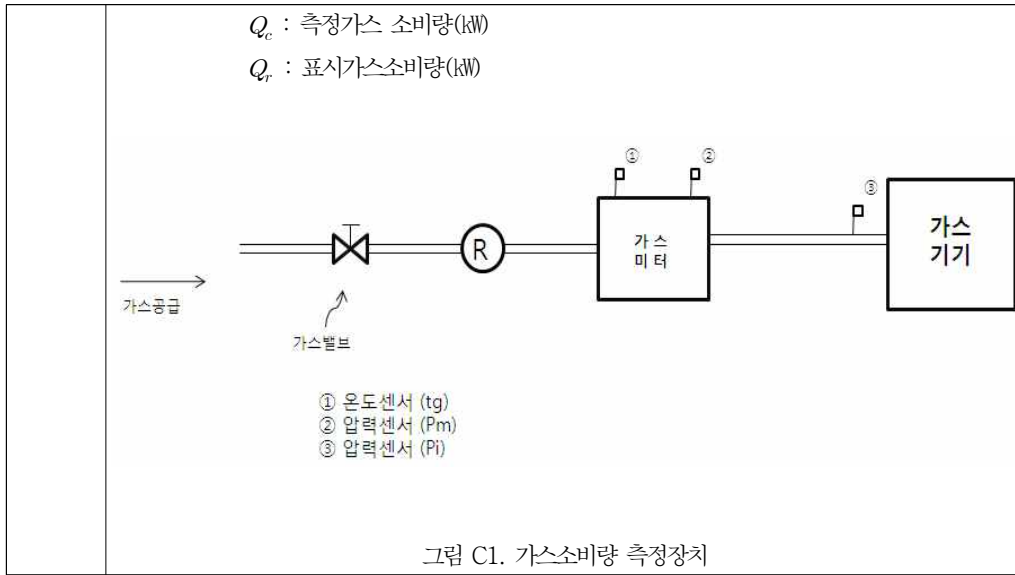 Q_c : 측정가스 소비량(㎾)
Q_r : 표시가스소비량(㎾)
① ②
③
가스
기기
가 스
미 터
R
가스공급
가스밸브
① 온도센서 (tg)
② 압력센서 (Pm)
③ 압력센서 (Pi)
그림 C1. 가스소비량 측정장치